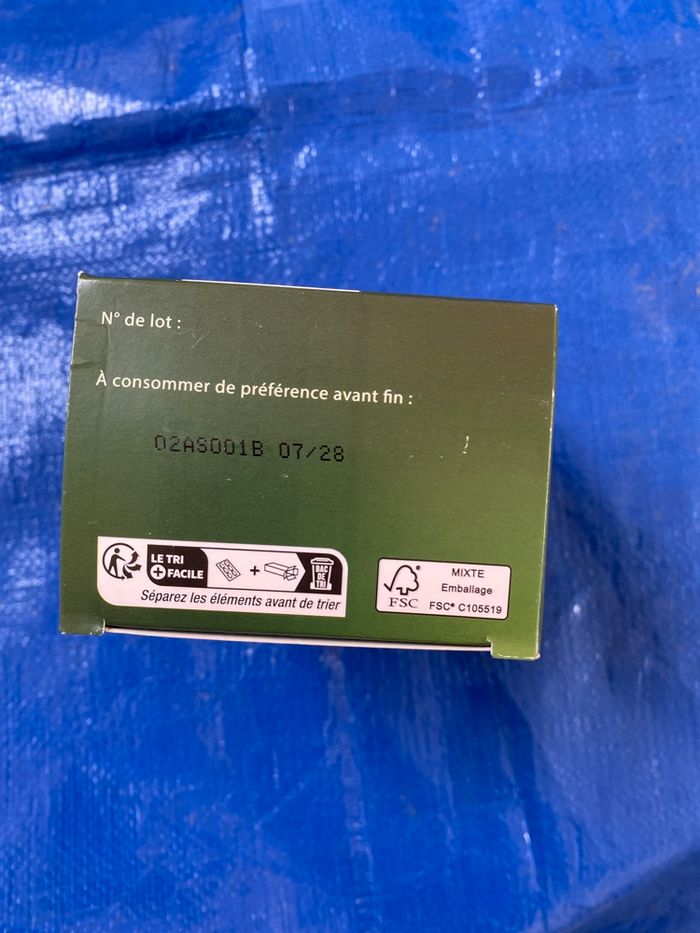 N° de lot :
À consommer de préférence avant fin :
02AS001B 07/28
LE TRI
+ FACILE
+
BAC
DE
TRI
Séparez les éléments avant de trier
FSC
MIXTE
Emballage
FSC® C105519